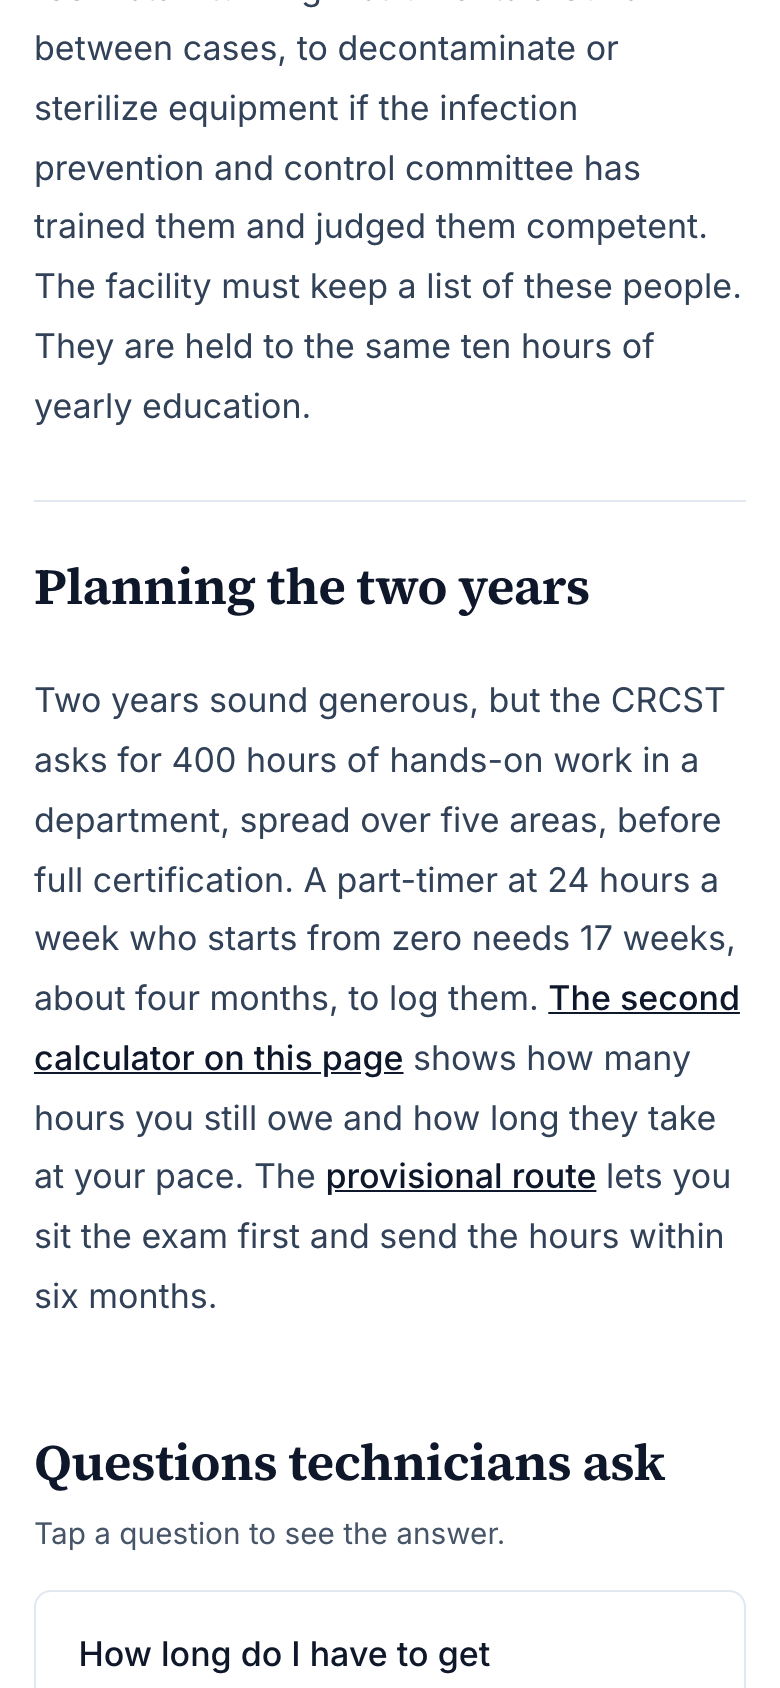 between cases, to decontaminate or
sterilize equipment if the infection
prevention and control committee has
trained them and judged them competent.
The facility must keep a list of these people.
They are held to the same ten hours of
yearly education.
Planning the two years
Two years sound generous, but the CRCST
asks for 400 hours of hands-on work in a
department, spread over five areas, before
full certification. A part-timer at 24 hours a
week who starts from zero needs 17 weeks,
about four months, to log them. The second
calculator on this page shows how many
hours you still owe and how long they take
at your pace. The provisional route lets you
sit the exam first and send the hours within
six months.
Questions technicians ask
Tap a question to see the answer.
How long do I have to get